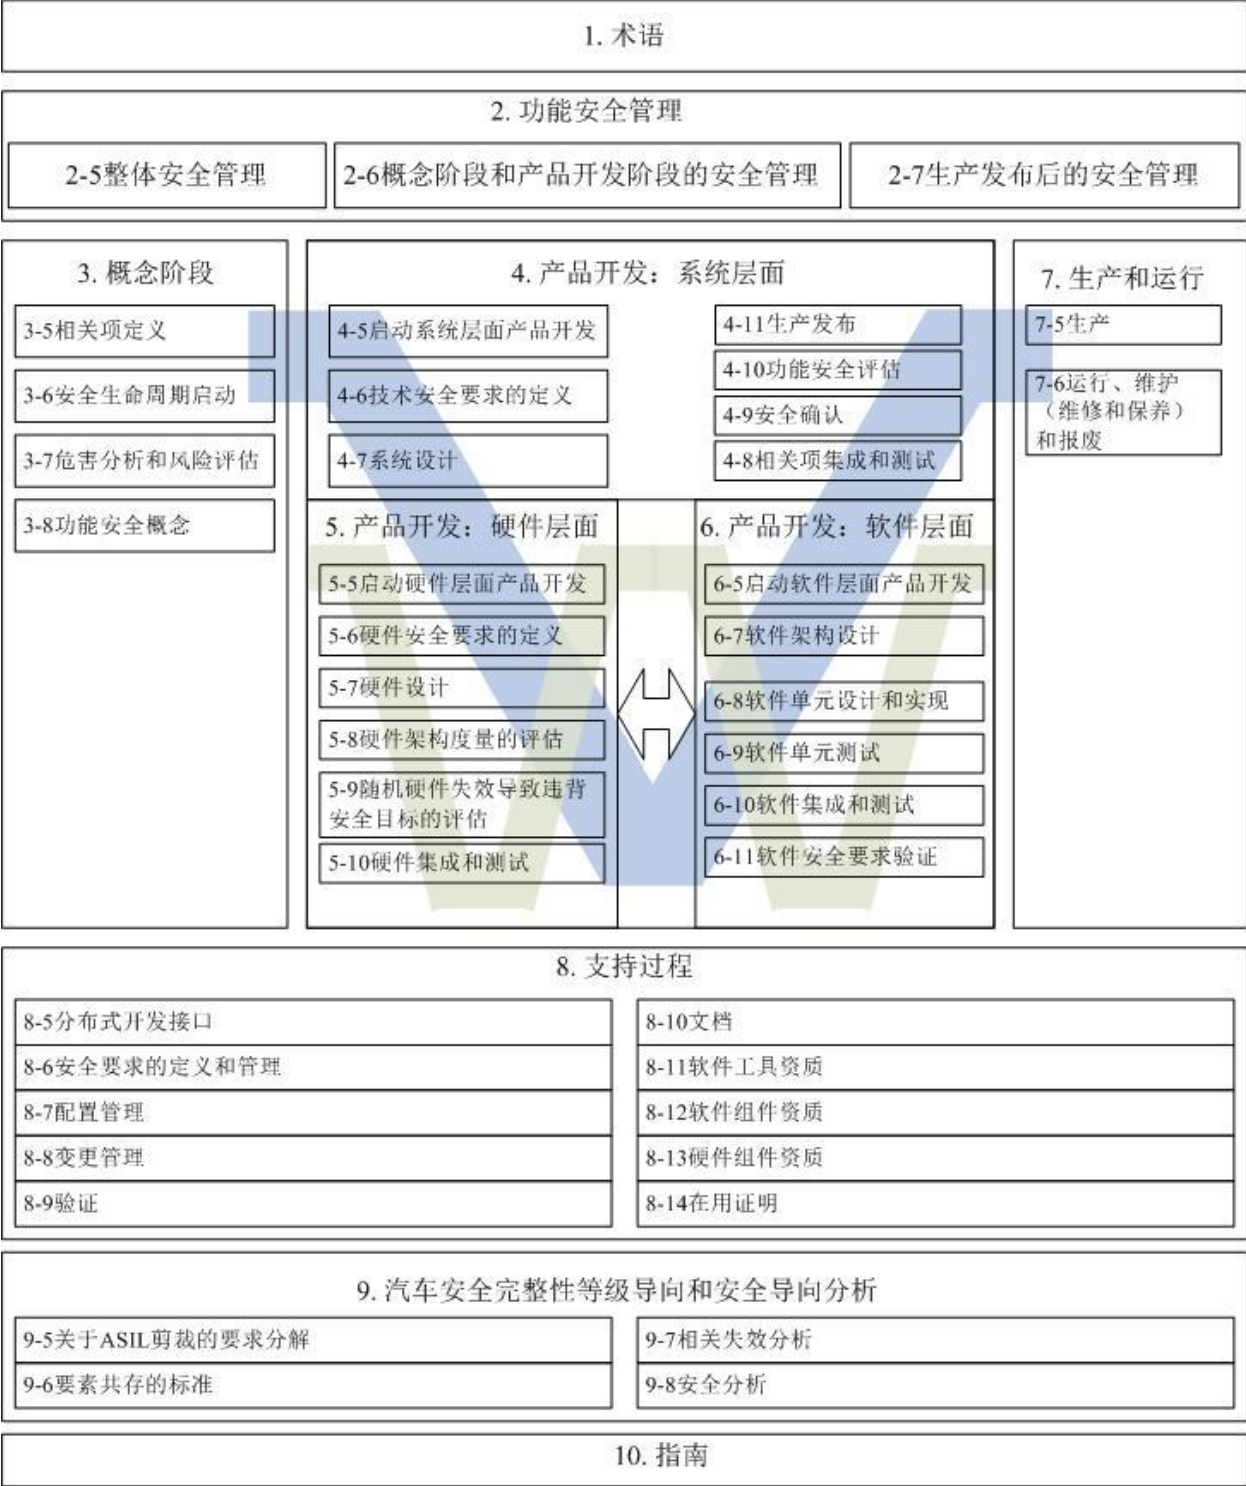 1. 术语
2. 功能安全管理
2-5整体安全管理
2-6概念阶段和产品开发阶段的安全管理
2-7生产发布后的安全管理
3. 概念阶段
3-5相关项定义
3-6安全生命周期启动
3-7危害分析和风险评估
3-8功能安全概念
4. 产品开发：系统层面
4-5启动系统层面产品开发
4-6技术安全要求的定义
4-7系统设计
4-11生产发布
4-10功能安全评估
4-9安全确认
4-8相关项集成和测试
5. 产品开发：硬件层面
5-5启动硬件层面产品开发
5-6硬件安全要求的定义
5-7硬件设计
5-8硬件架构度量的评估
5-9随机硬件失效导致违背
安全目标的评估
5-10硬件集成和测试
6. 产品开发：软件层面
6-5启动软件层面产品开发
6-7软件架构设计
6-8软件单元设计和实现
6-9软件单元测试
6-10软件集成和测试
6-11软件安全要求验证
7. 生产和运行
7-5生产
7-6运行、维护
（维修和保养）
和报废
8. 支持过程
8-5分布式开发接口
8-6安全要求的定义和管理
8-7配置管理
8-8变更管理
8-9验证
8-10文档
8-11软件工具资质
8-12软件组件资质
8-13硬件组件资质
8-14在用证明
9. 汽车安全完整性等级导向和安全导向分析
9-5关于ASIL剪裁的要求分解
9-6要素共存的标准
9-7相关失效分析
9-8安全分析
10. 指南